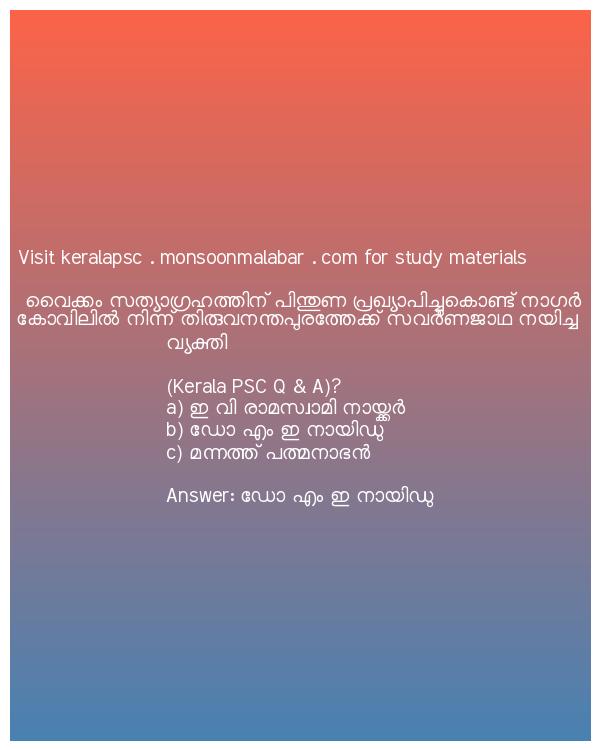 Visit keralapsc . monsoonmalabar . com for study materials
വൈക്കം സത്യാഗ്രഹത്തിന് പിന്തുണ പ്രഖ്യാപിച്ചുകൊണ്ട് നാഗർ
കോവിലിൽ നിന്ന് തിരുവനന്തപുരത്തേക്ക് സവർണജാഥ നയിച്ച
വ്യക്തി
(Kerala PSC Q & A)?
a) ഇ വി രാമസ്വാമി നായ്ക്കർ
b) ഡോ എം ഇ നായിഡു
c) മന്നത്ത് പത്മനാഭൻ
Answer: ഡോ എം ഇ നായിഡു